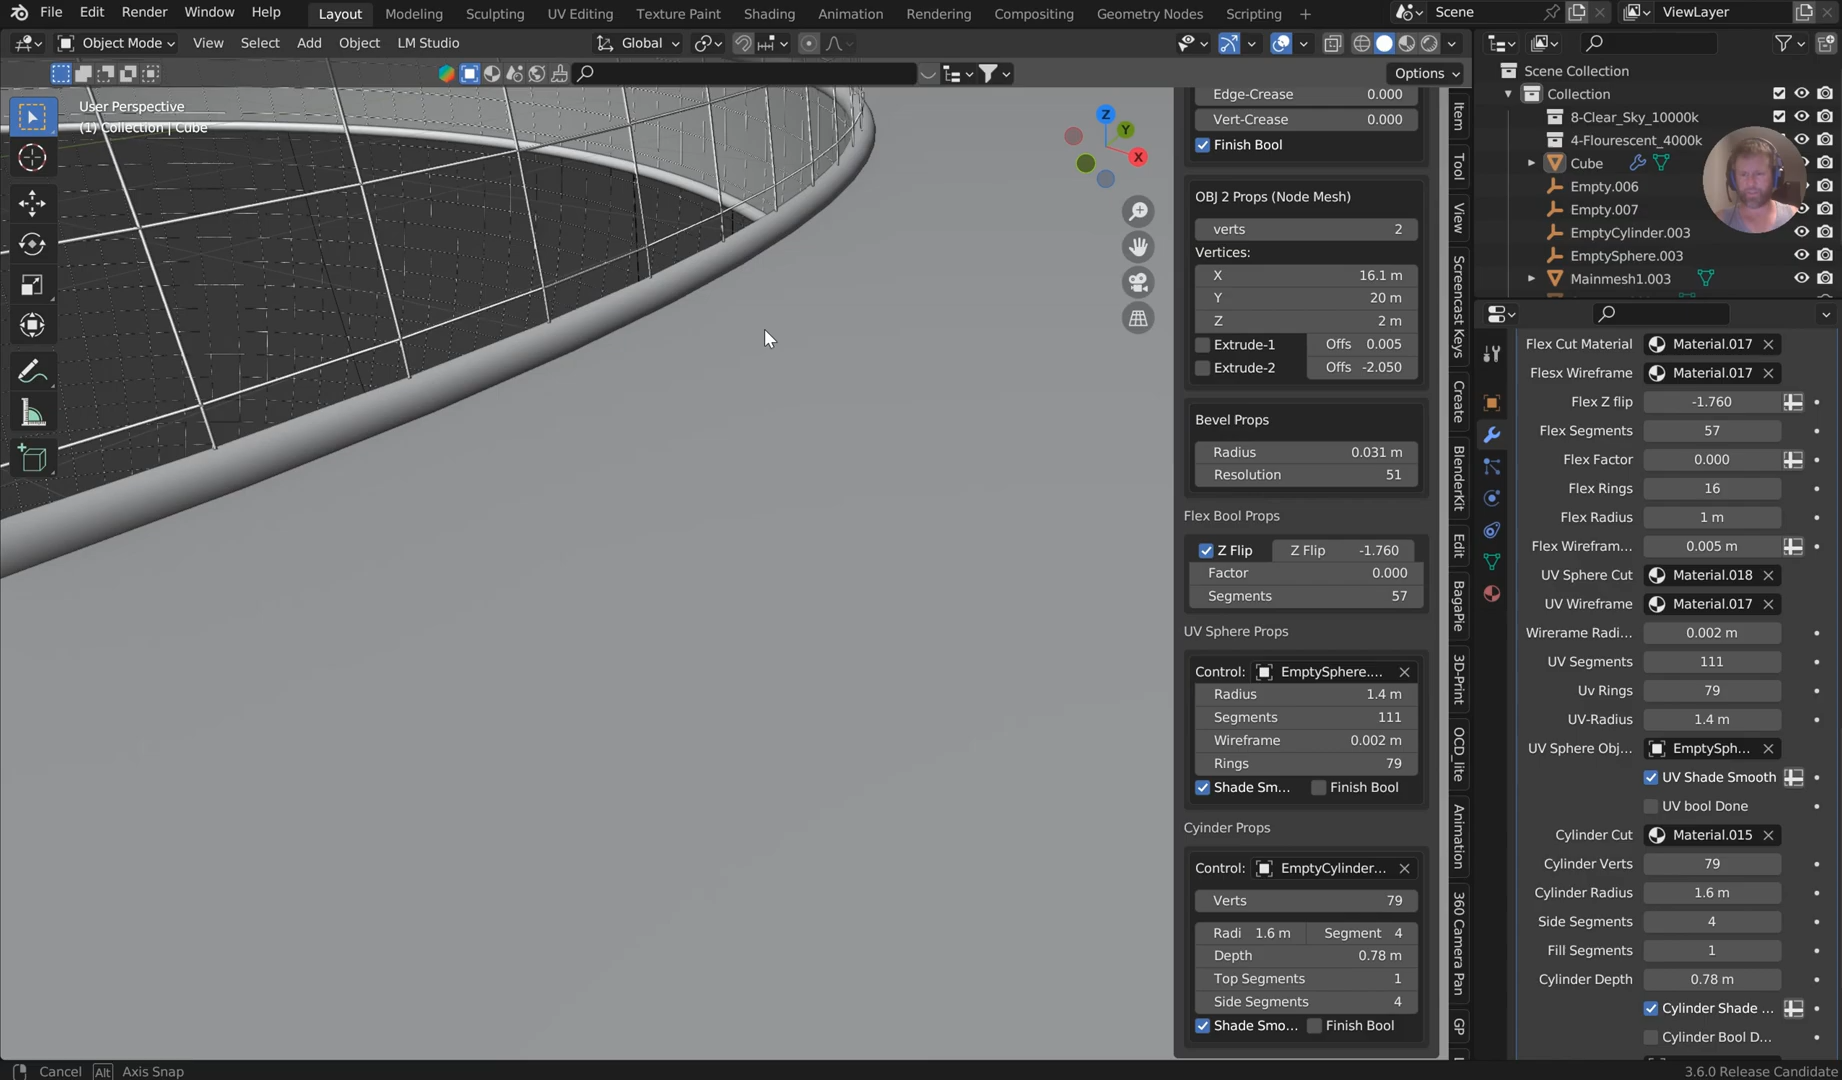 File Edit Render Window Help Layout Modeling Sculpting UV Editing Texture Paint Shading Animation Rendering Compositing Geometry Nodes Scripting + Scene ViewLayer
Object Mode View Select Add Object LM Studio Global
Options
User Perspective
(1) Collection | Cube
Z
Y
X
Edge-Crease 0.000
Vert-Crease 0.000
Finish Bool
OBJ 2 Props (Node Mesh)
verts 2
Vertices:
X 16.1 m
Y 20 m
Z 2 m
Extrude-1 Offs 0.005
Extrude-2 Offs -2.050
Bevel Props
Radius 0.031 m
Resolution 51
Flex Bool Props
Z Flip Z Flip -1.760
Factor 0.000
Segments 57
UV Sphere Props
Control: EmptySphere....
Radius 1.4 m
Segments 111
Wireframe 0.002 m
Rings 79
Shade Sm... Finish Bool
Cyinder Props
Control: EmptyCylinder...
Verts 79
Radi 1.6 m Segment 4
Depth 0.78 m
Top Segments 1
Side Segments 4
Shade Smo... Finish Bool
Item
Tool
View
Screencast Keys
Create
BlenderKit
Edit
BagaPie
3D-Print
OCD_lite
Animation
360 Camera Pan
GP
Scene Collection
Collection
8-Clear_Sky_10000k
4-Flourescent_4000k
Cube
Empty.006
Empty.007
EmptyCylinder.003
EmptySphere.003
Mainmesh1.003
Flex Cut Material Material.017
Flesx Wireframe Material.017
Flex Z flip -1.760
Flex Segments 57
Flex Factor 0.000
Flex Rings 16
Flex Radius 1 m
Flex Wirefram... 0.005 m
UV Sphere Cut Material.018
UV Wireframe Material.017
Wirerame Radi... 0.002 m
UV Segments 111
Uv Rings 79
UV-Radius 1.4 m
UV Sphere Obj... EmptySph...
UV Shade Smooth
UV bool Done
Cylinder Cut Material.015
Cylinder Verts 79
Cylinder Radius 1.6 m
Side Segments 4
Fill Segments 1
Cylinder Depth 0.78 m
Cylinder Shade ...
Cylinder Bool D...
Cancel Alt Axis Snap 3.6.0 Release Candidate